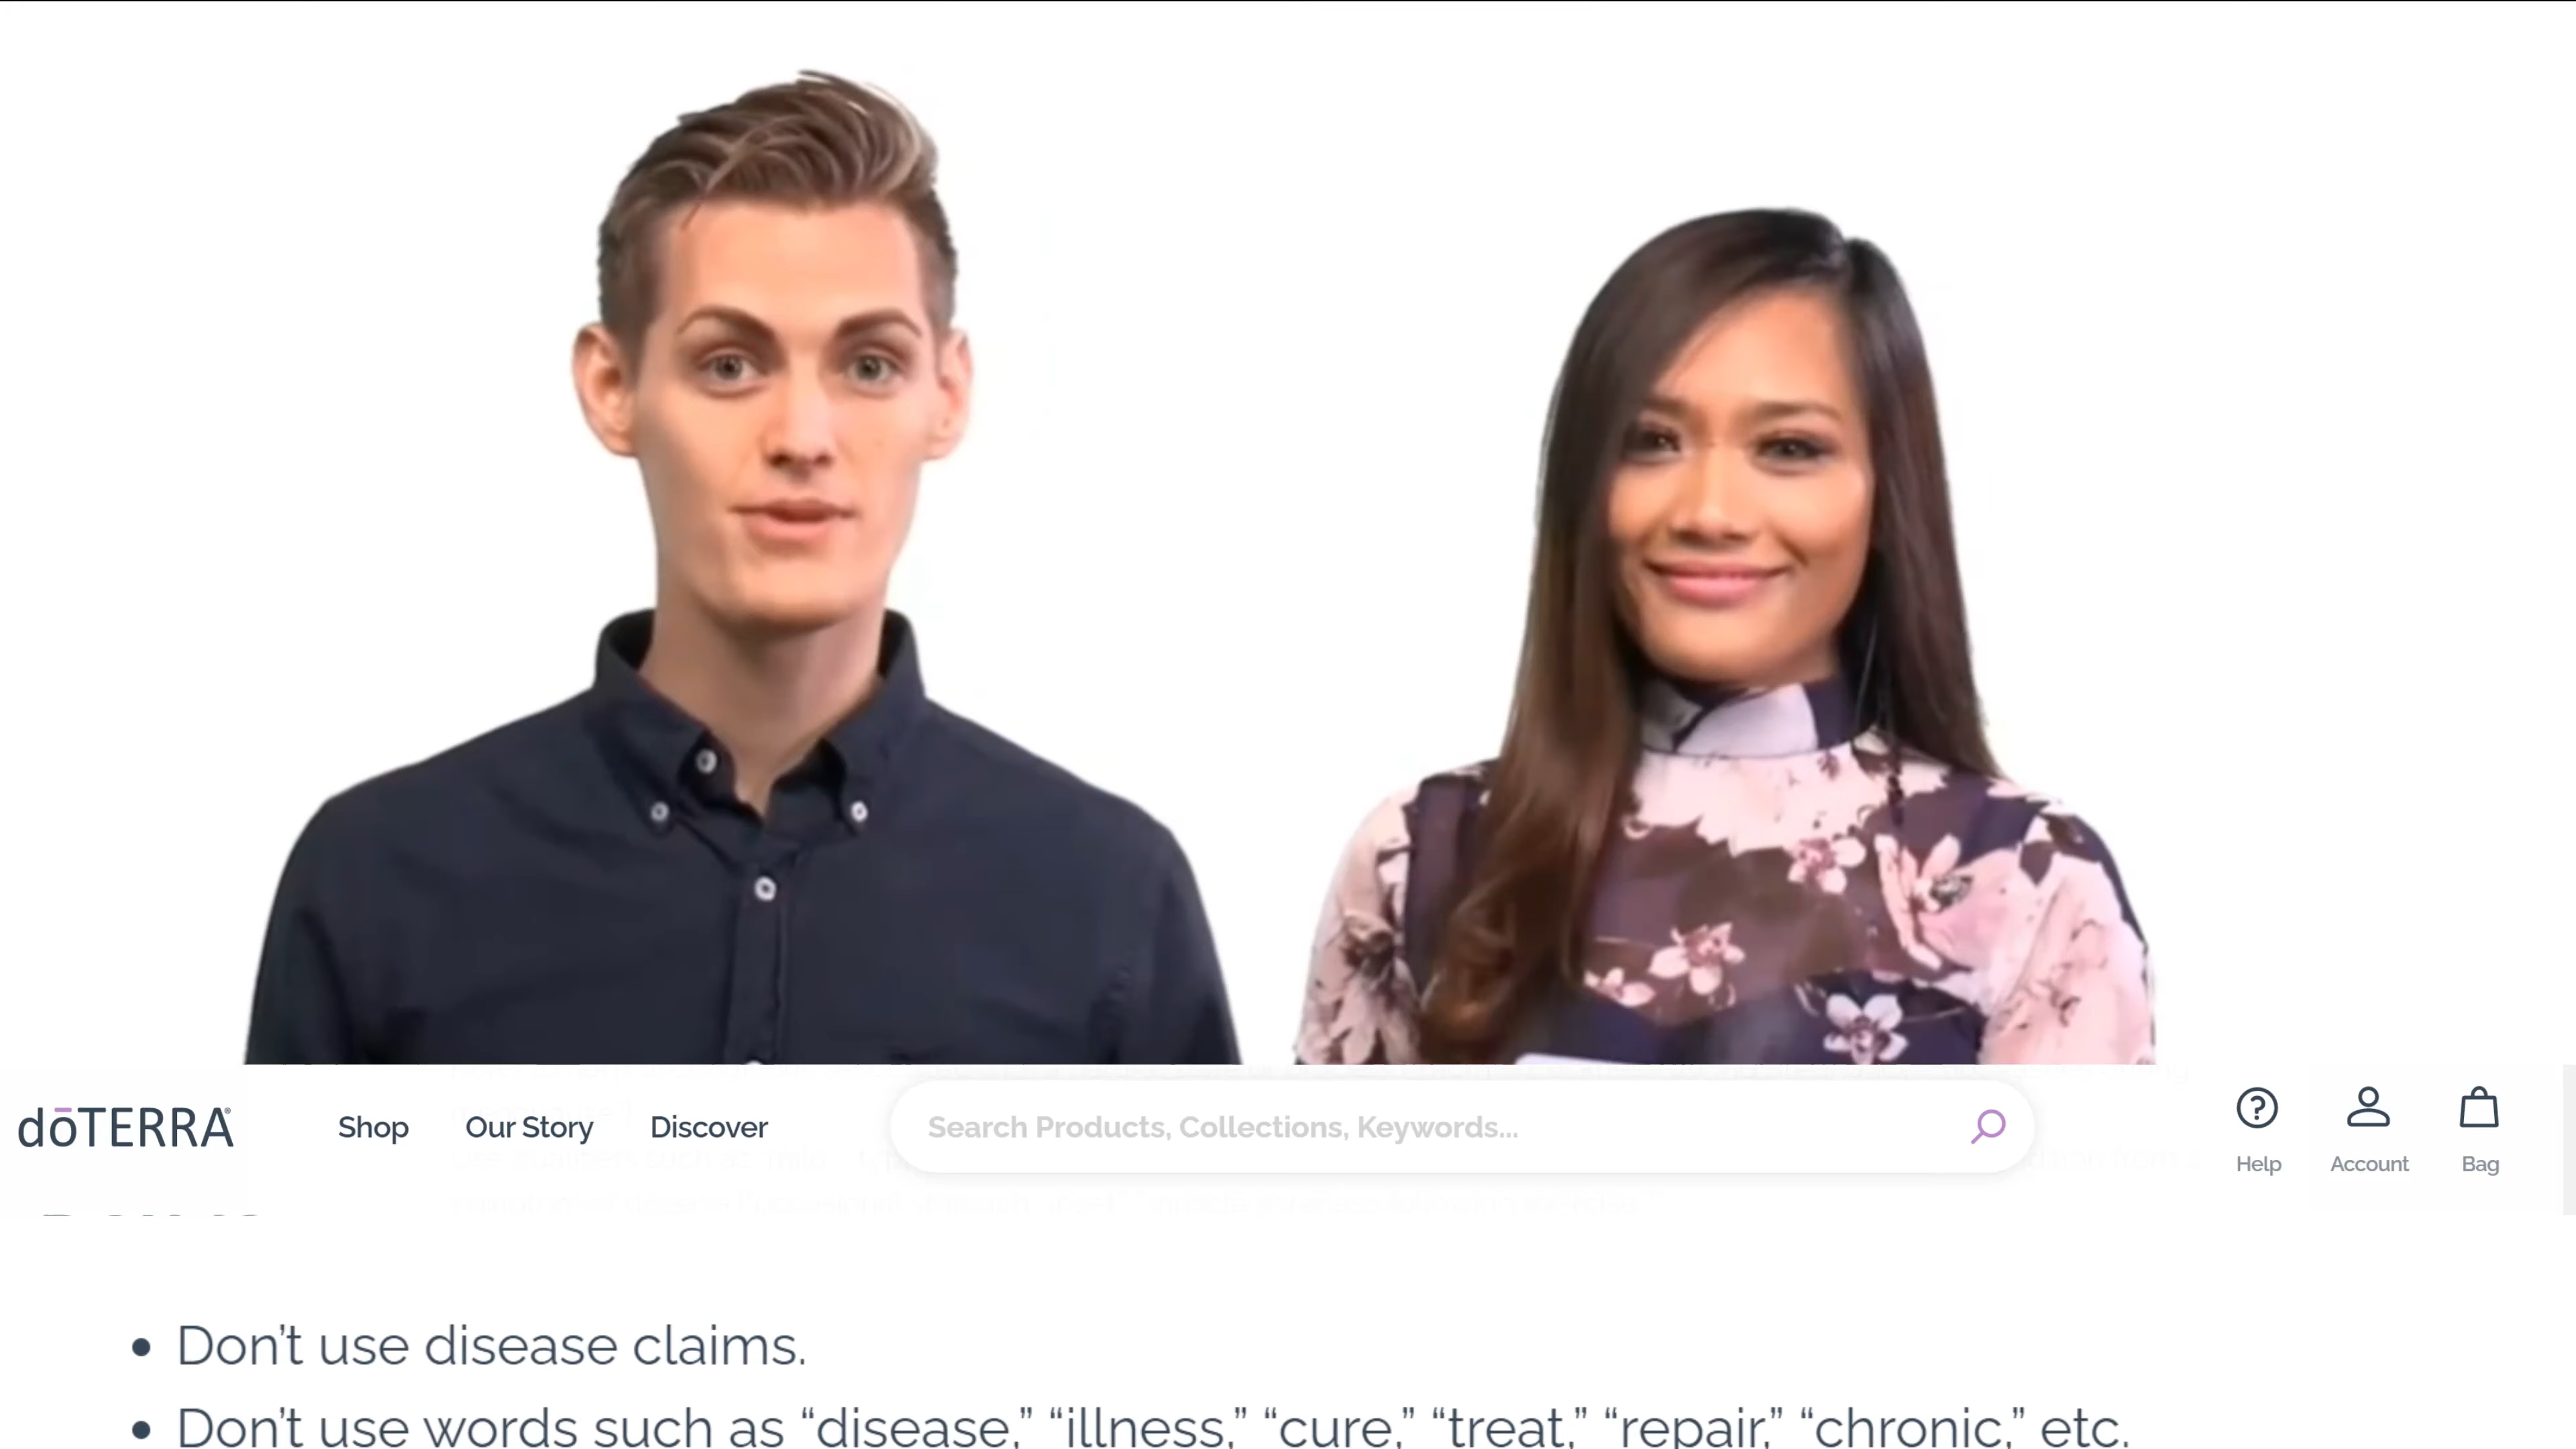 dōTERRA® Shop Our Story Discover Search Products, Collections, Keywords...
Help Account Bag
• Don’t use disease claims.
• Don’t use words such as “disease,” “illness,” “cure,” “treat,” “repair,” “chronic,” etc.